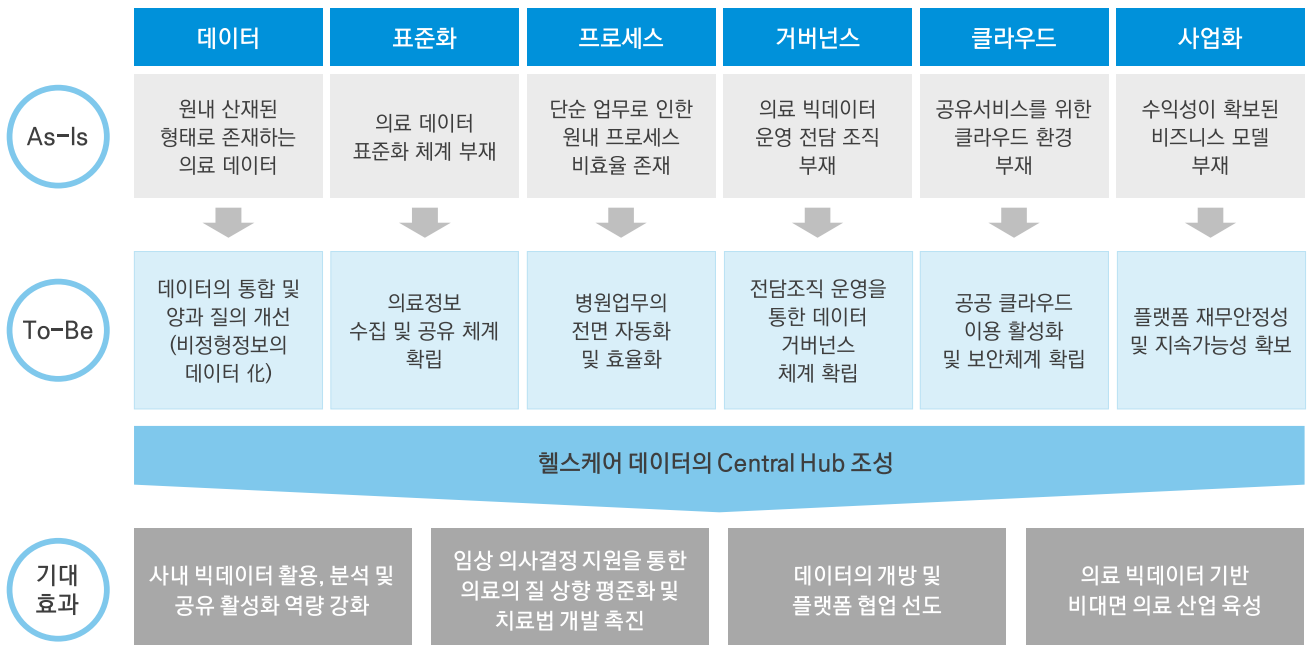 데이터
표준화
프로세스
거버넌스
클라우드
사업화
As-Is
원내 산재된
형태로 존재하는
의료 데이터
의료 데이터
표준화 체계 부재
단순 업무로 인한
원내 프로세스
비효율 존재
의료 빅데이터
운영 전담 조직
부재
공유서비스를 위한
클라우드 환경
부재
수익성이 확보된
비즈니스 모델
부재
To-Be
데이터의 통합 및
양과 질의 개선
(비정형정보의
데이터 化)
의료정보
수집 및 공유 체계
확립
병원업무의
전면 자동화
및 효율화
전담조직 운영을
통한 데이터
거버넌스
체계 확립
공공 클라우드
이용 활성화
및 보안체계 확립
플랫폼 재무안정성
및 지속가능성 확보
헬스케어 데이터의 Central Hub 조성
기대
효과
사내 빅데이터 활용, 분석 및
공유 활성화 역량 강화
임상 의사결정 지원을 통한
의료의 질 상향 평준화 및
치료법 개발 촉진
데이터의 개방 및
플랫폼 협업 선도
의료 빅데이터 기반
비대면 의료 산업 육성